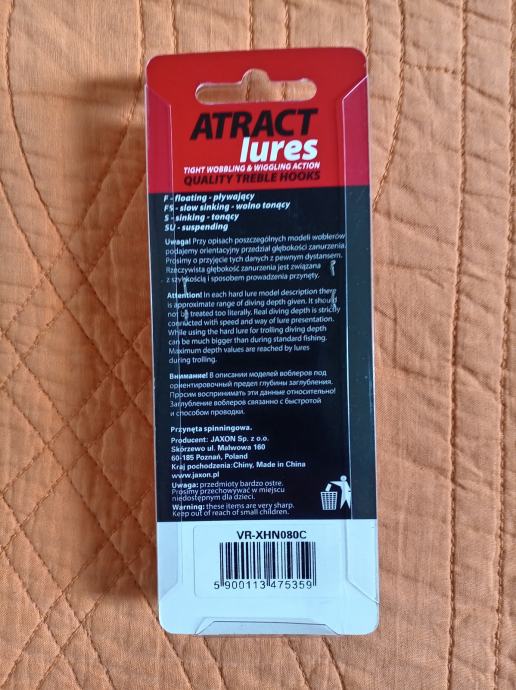 ATRACT
lures
TIGHT WOBBLING & WIGGLING ACTION
QUALITY TREBLE HOOKS
F - floating - pływający
FS - slow sinking - wolno tonący
S - sinking - tonący
SU - suspending
Uwaga! Przy opisach poszczególnych modeli woblerów
podajemy orientacyjny przedział głębokości zanurzenia.
Prosimy o przyjęcie tych danych z pewnym dystansem.
Rzeczywista głębokość zanurzenia jest związana
z szybkością i sposobem prowadzenia przynęty.
Attention! In each hard lure model description there
is approximate range of diving depth given. It should
not be treated too literally. Real diving depth is strictly
connected with speed and way of lure presentation.
While using the hard lure for trolling diving depth
can be much bigger than during standard fishing.
Maximum depth values are reached by lures
during trolling.
Внимание! В описании моделей воблеров под
ориентировочный предел глубины заглубления.
Просим воспринимать эти данные относительно!
Заглубление воблеров связанно с быстротой
и способом проводки.
Przynęta spinningowa.
Producent: JAXON Sp. z o.o.
Skórzewo ul. Malwowa 160
60-185 Poznań, Poland
Kraj pochodzenia:Chiny, Made in China
www.jaxon.pl
Uwaga: przedmioty bardzo ostre.
Prosimy przechowywać w miejscu
niedostępnym dla dzieci.
Warning: these items are very sharp.
Keep out of reach of small children.
VR-XHN080C
5 900113 475359